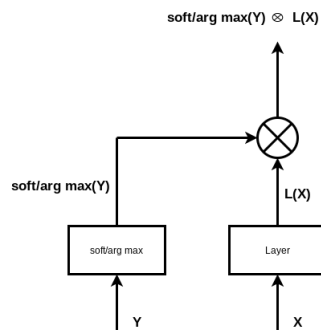 soft/arg max(Y) ⊗ L(X)
soft/arg max(Y)
L(X)
soft/arg max
Layer
Y
X